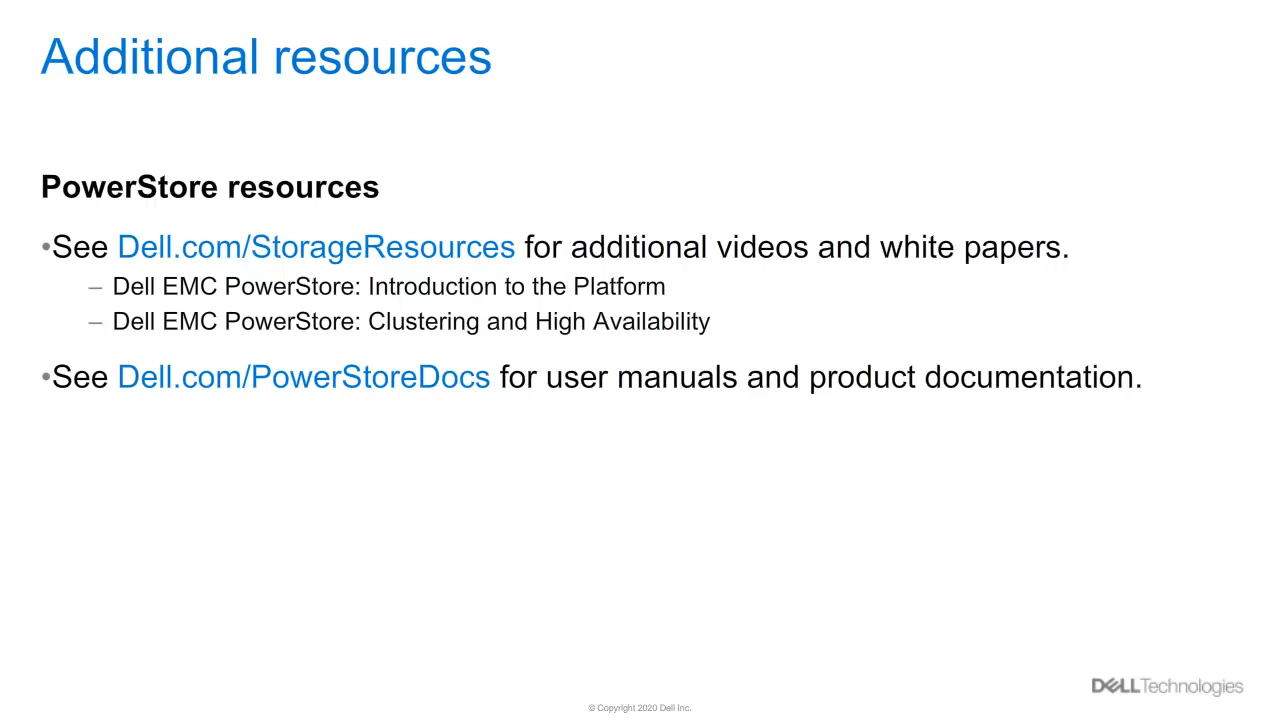 Additional resources
PowerStore resources
•See Dell.com/StorageResources for additional videos and white papers.
– Dell EMC PowerStore: Introduction to the Platform
– Dell EMC PowerStore: Clustering and High Availability
•See Dell.com/PowerStoreDocs for user manuals and product documentation.
DELLTechnologies
© Copyright 2020 Dell Inc.